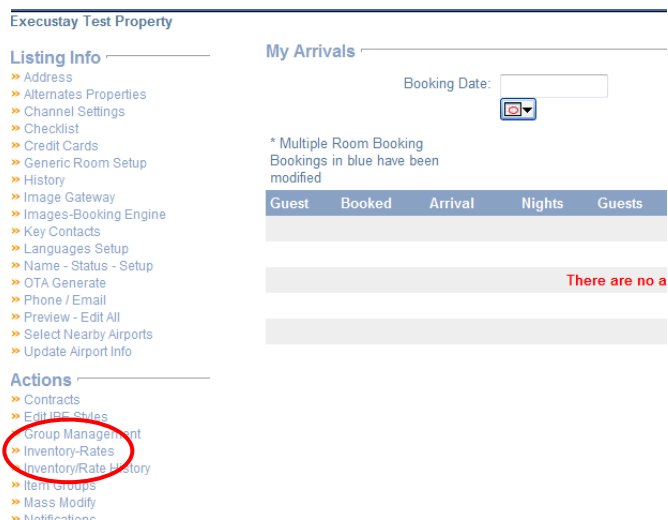 Execustay Test Property
Listing Info
» Address
» Alternates Properties
» Channel Settings
» Checklist
» Credit Cards
» Generic Room Setup
» History
» Image Gateway
» Images-Booking Engine
» Key Contacts
» Languages Setup
» Name - Status - Setup
» OTA Generate
» Phone / Email
» Preview - Edit All
» Select Nearby Airports
» Update Airport Info
Actions
» Contracts
» Edit IBE Styles
» Group Management
» Inventory-Rates
» Inventory/Rate History
» Item Groups
» Mass Modify
» Notifications
My Arrivals
Booking Date:
* Multiple Room Booking
Bookings in blue have been
modified
Guest Booked Arrival Nights Guests
There are no a